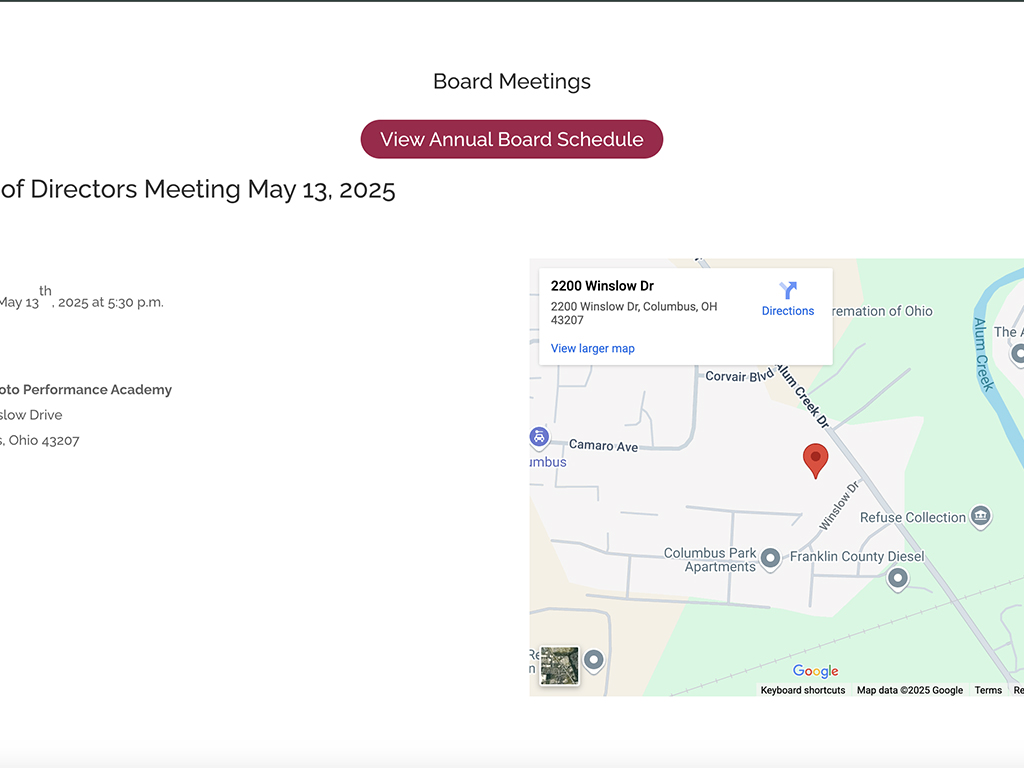 Board Meetings
View Annual Board Schedule
of Directors Meeting May 13, 2025
May 13th, 2025 at 5:30 p.m.
oto Performance Academy
slow Drive
s, Ohio 43207
2200 Winslow Dr
2200 Winslow Dr, Columbus, OH
43207
Directions
View larger map
remation of Ohio
Alum Creek
The A
Corvair Blvd
Alum Creek Dr
Camaro Ave
umbus
Winslow Dr
Refuse Collection
Columbus Park
Apartments
Franklin County Diesel
Re
n
Google
Keyboard shortcuts
Map data ©2025 Google
Terms
Re